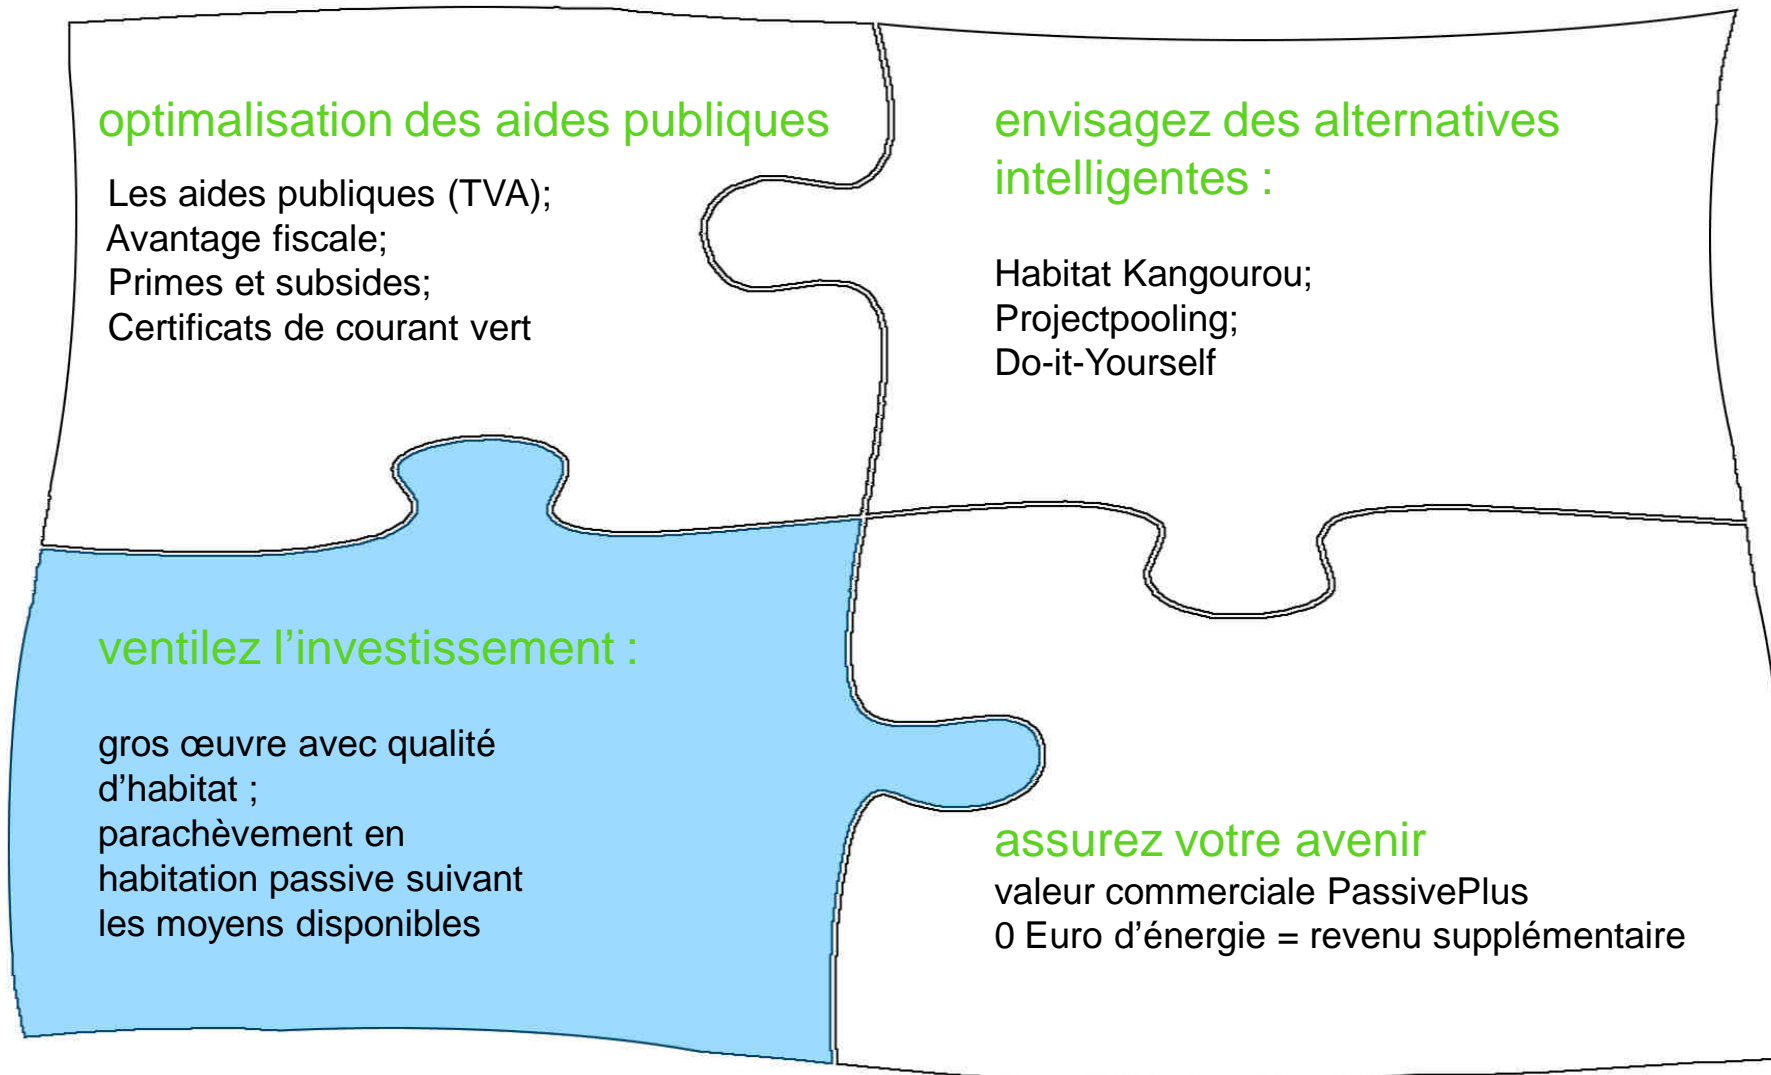 optimalisation des aides publiques
Les aides publiques (TVA);
Avantage fiscale;
Primes et subsides;
Certificats de courant vert
envisagez des alternatives
intelligentes :
Habitat Kangourou;
Projectpooling;
Do-it-Yourself
ventilez l’investissement :
gros œuvre avec qualité
d’habitat ;
parachèvement en
habitation passive suivant
les moyens disponibles
assurez votre avenir
valeur commerciale PassivePlus
0 Euro d’énergie = revenu supplémentaire